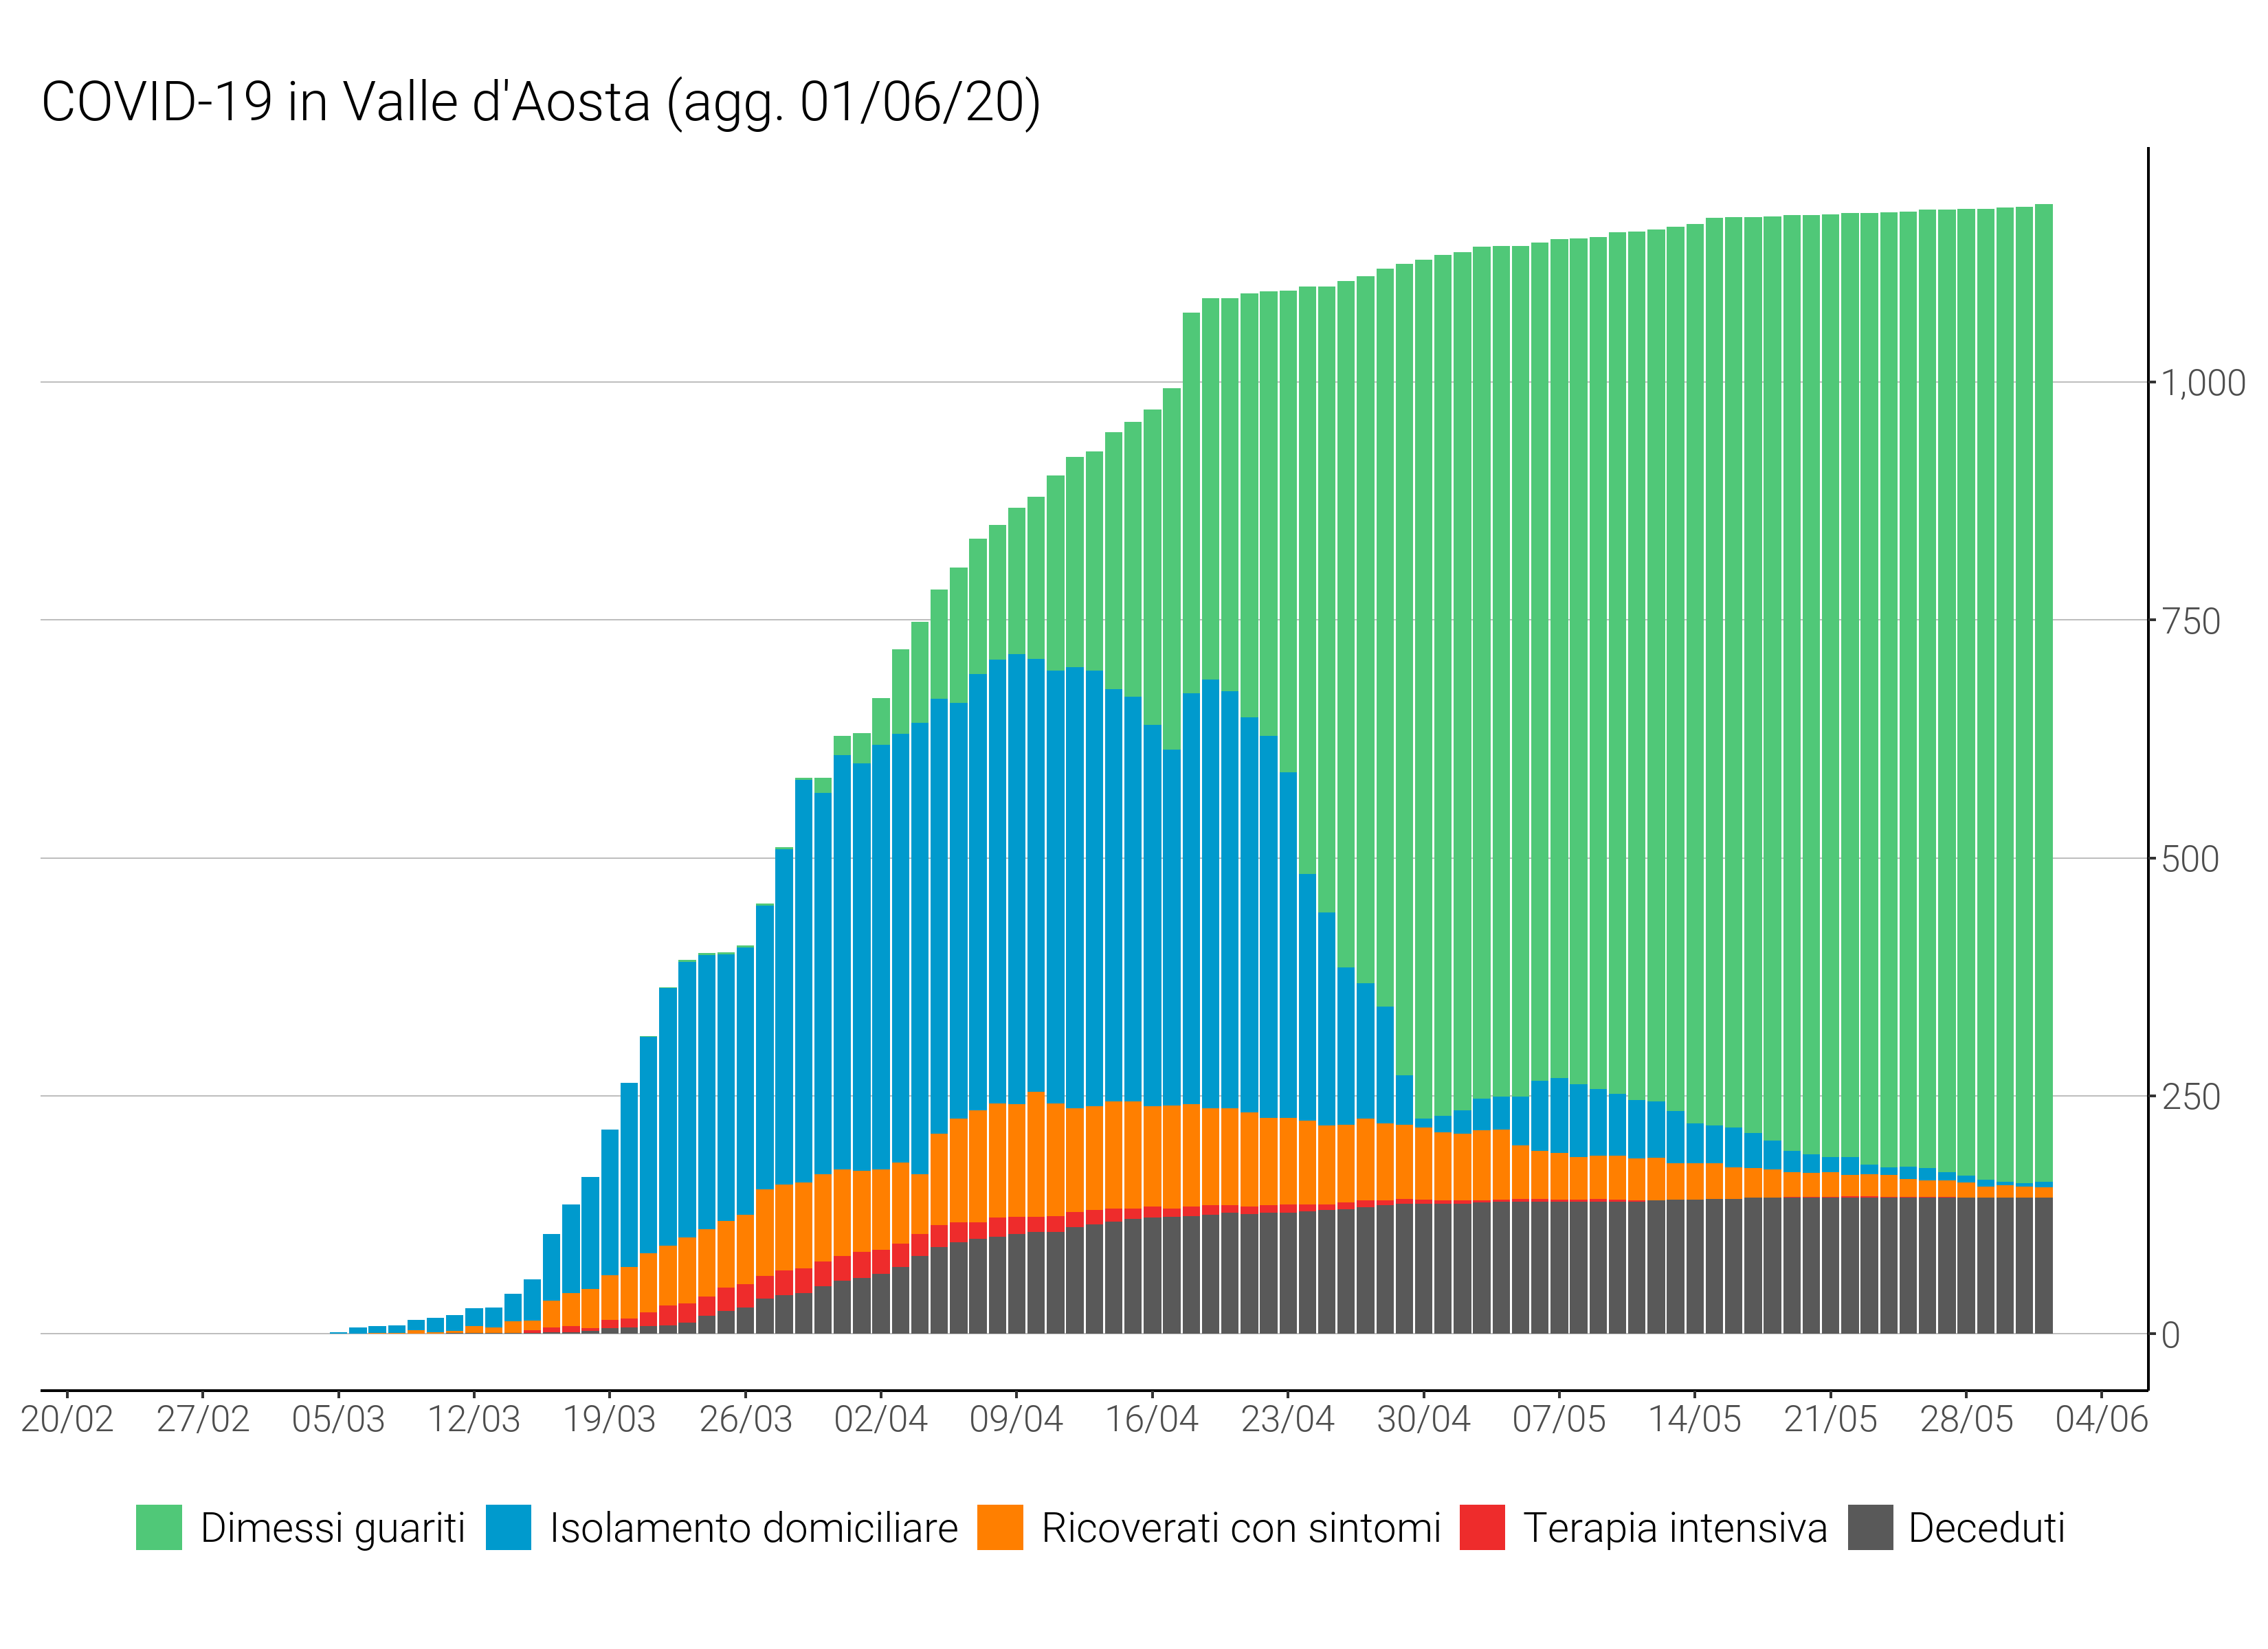 COVID-19 in Valle d'Aosta (agg. 01/06/20)
1,000
750
500
250
0
20/02 27/02 05/03 12/03 19/03 26/03 02/04 09/04 16/04 23/04 30/04 07/05 14/05 21/05 28/05 04/06
Dimessi guariti Isolamento domiciliare Ricoverati con sintomi Terapia intensiva Deceduti